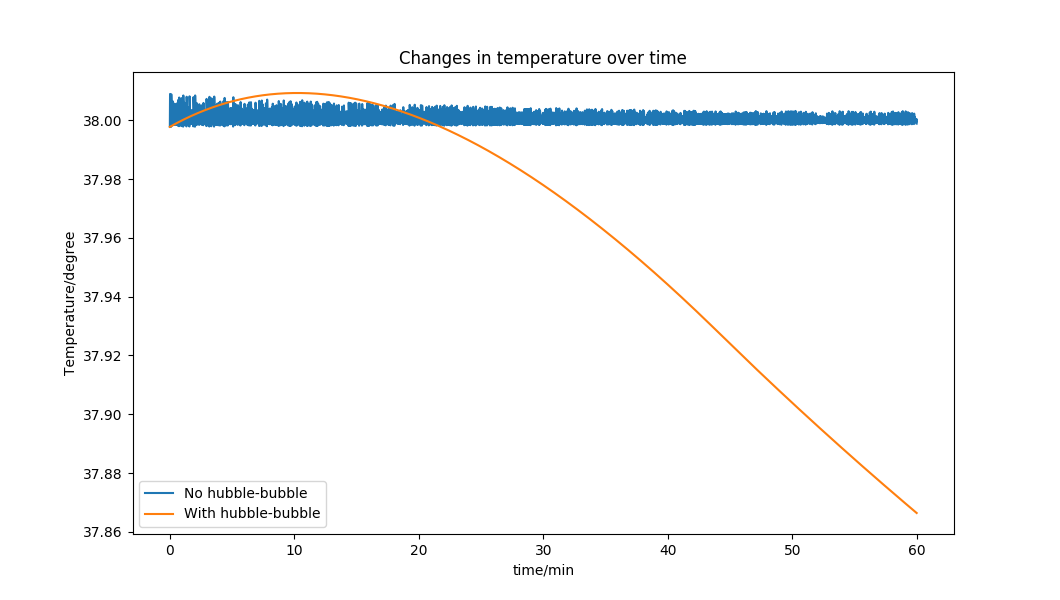 Changes in temperature over time
Temperature/degree
38.00
37.98
37.96
37.94
37.92
37.90
37.88
37.86
No hubble-bubble
With hubble-bubble
0 10 20 30 40 50 60
time/min